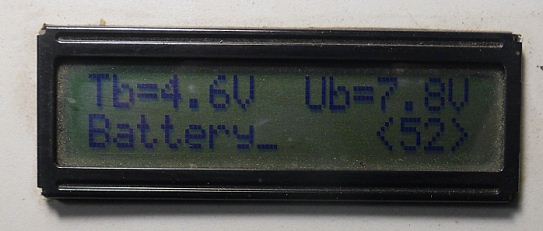 Tb=4.6V Ub=7.8V
Battery_ <52>